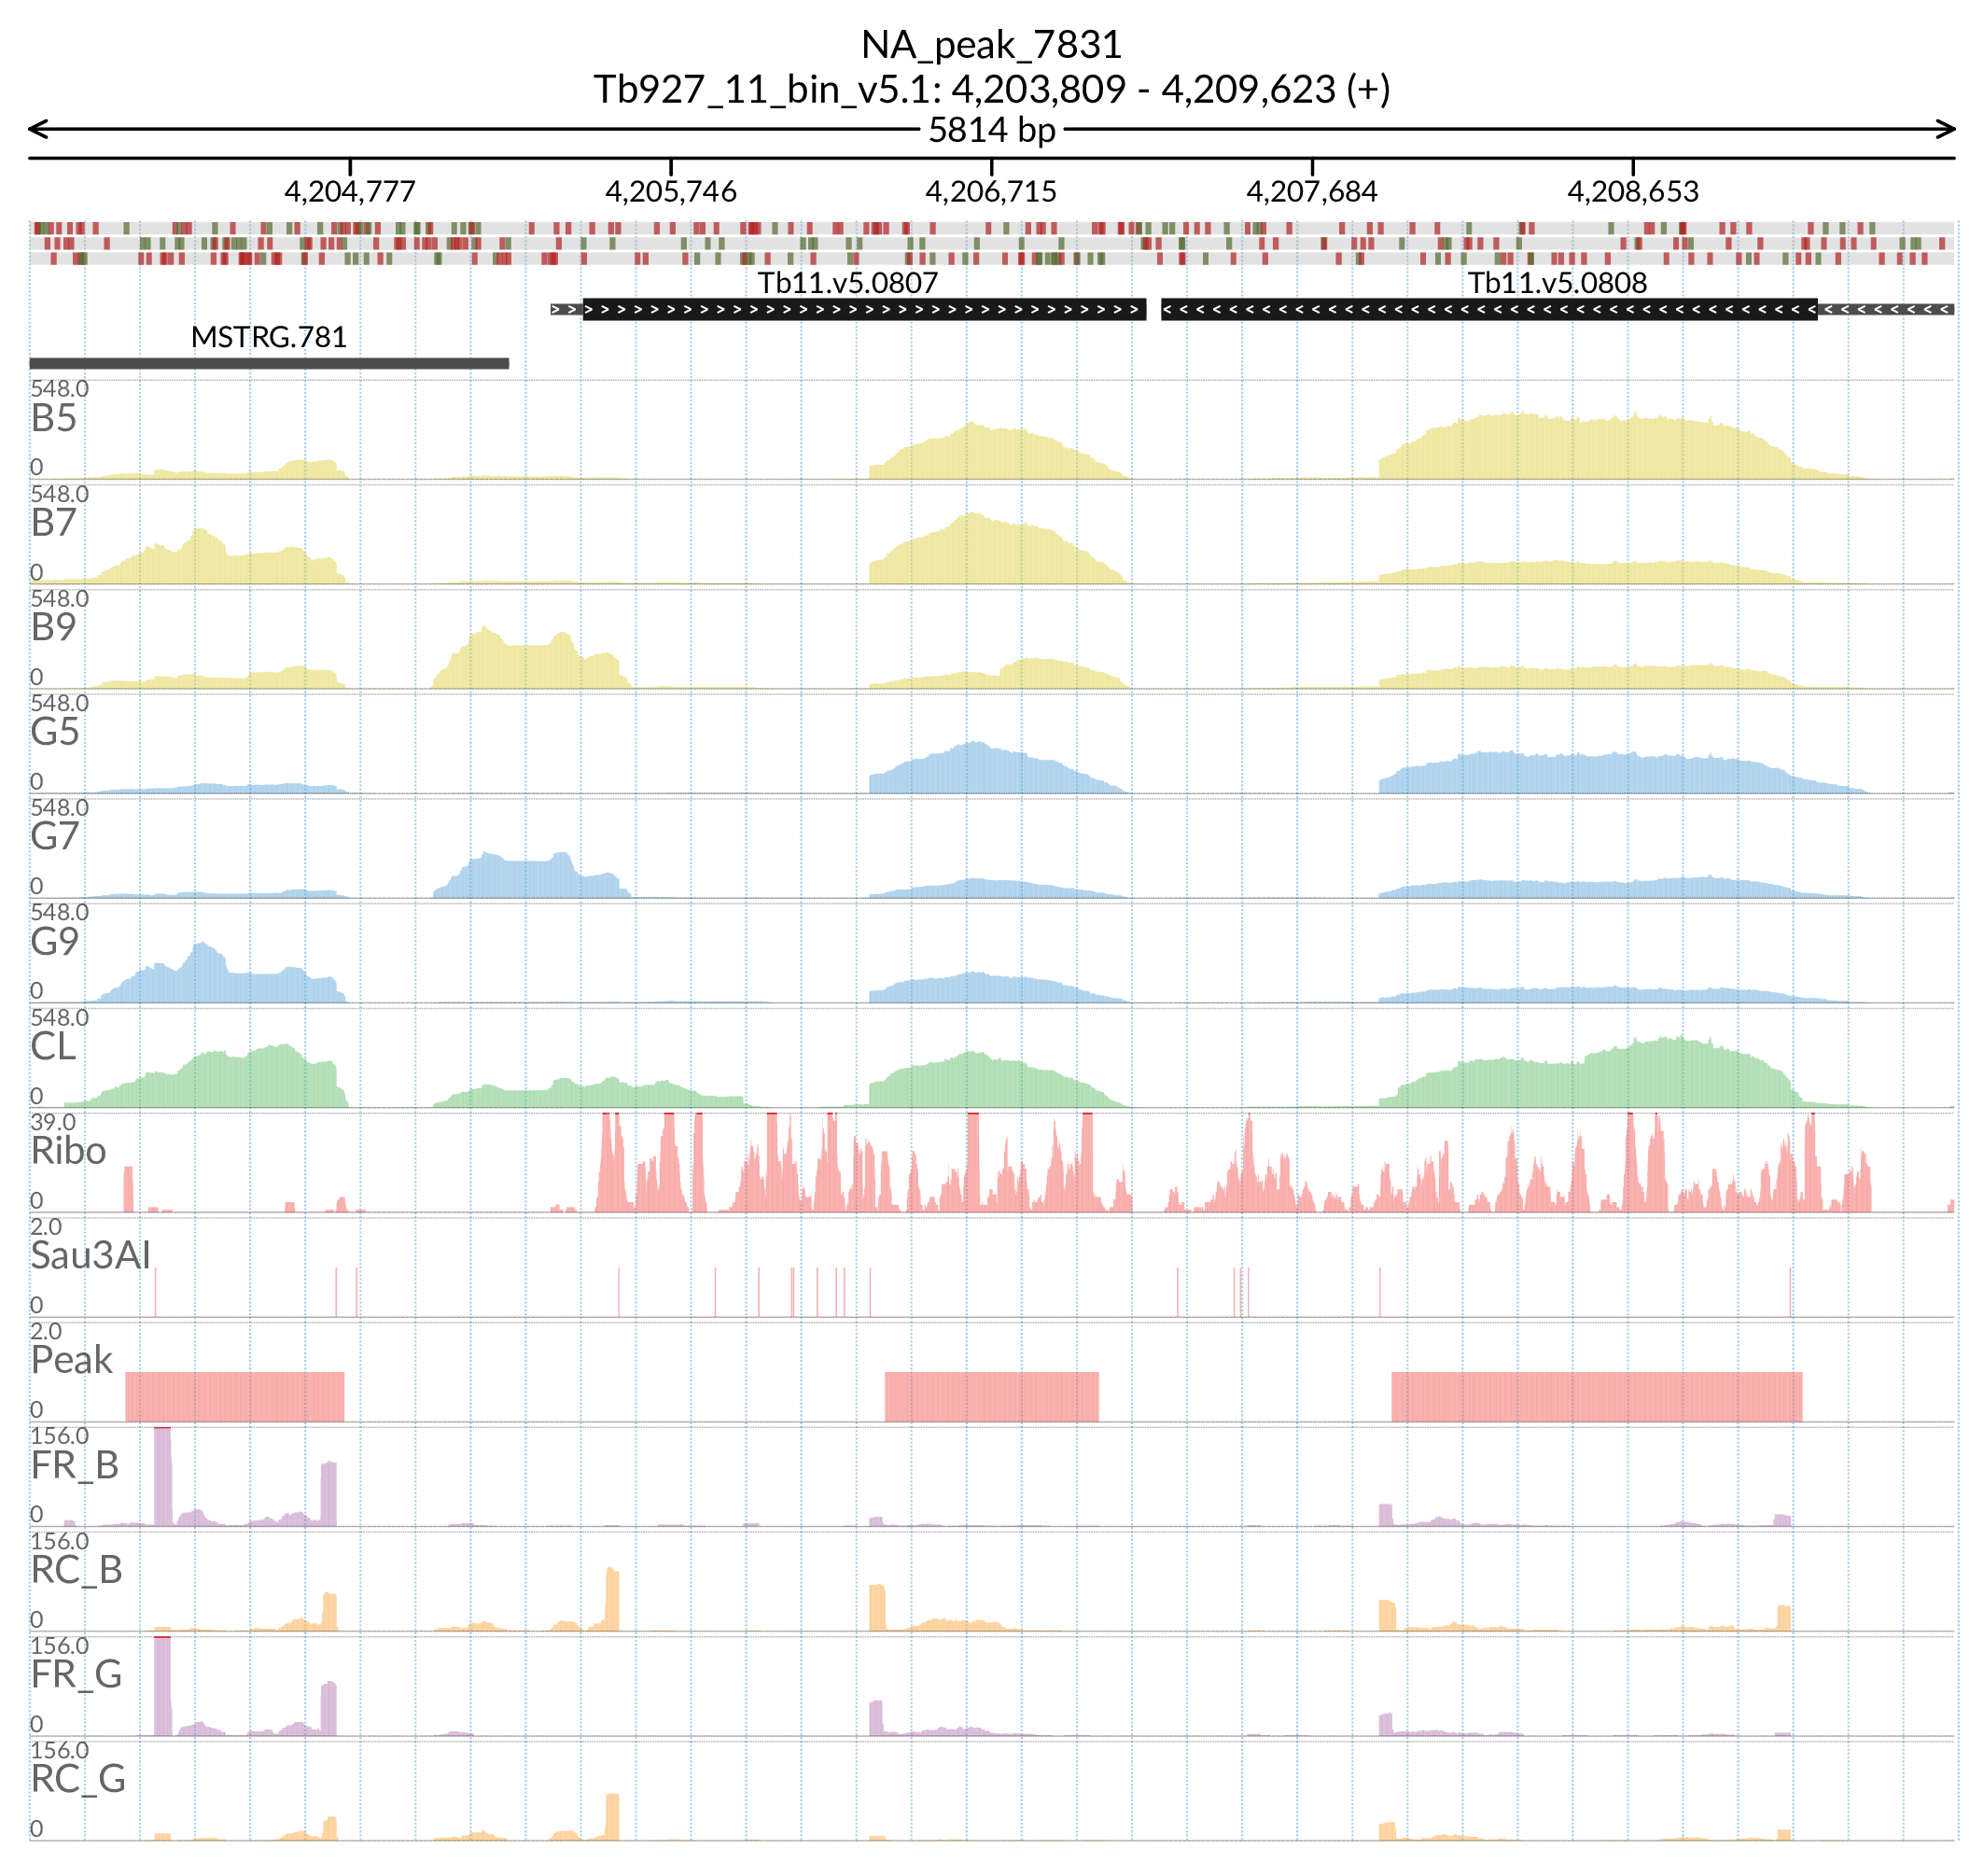 NA_peak_7831
Tb927_11_bin_v5.1: 4,203,809 - 4,209,623 (+)
5814 bp
4,204,777 4,205,746 4,206,715 4,207,684 4,208,653
Tb11.v5.0807 Tb11.v5.0808
MSTRG.781
548.0
B5
0
548.0
B7
0
548.0
B9
0
548.0
G5
0
548.0
G7
0
548.0
G9
0
548.0
CL
0
39.0
Ribo
0
2.0
Sau3AI
0
2.0
Peak
0
156.0
FR_B
0
156.0
RC_B
0
156.0
FR_G
0
156.0
RC_G
0